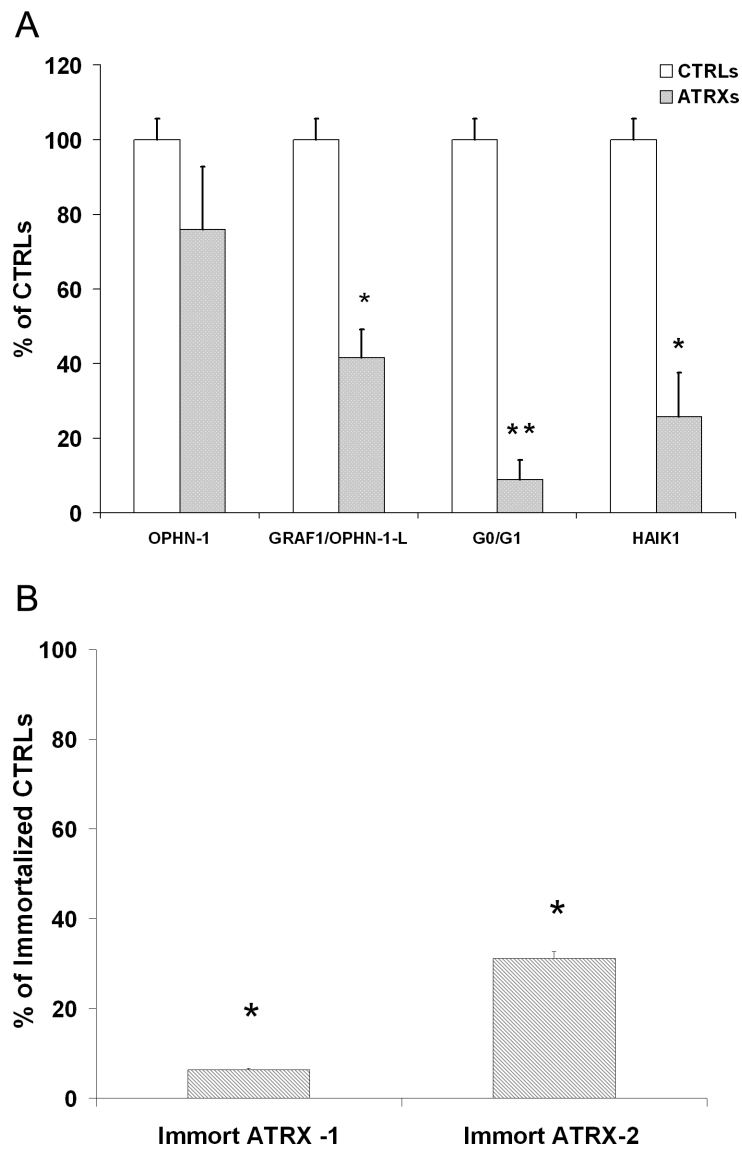 A
% of CTRLs
120
100
80
60
40
20
0
CTRLs
ATRXs
*
**
*
OPHN-1 GRAF1/OPHN-1-L G0/G1 HAIK1
B
% of Immortalized CTRLs
100
80
60
40
20
0
*
*
Immort ATRX -1 Immort ATRX-2